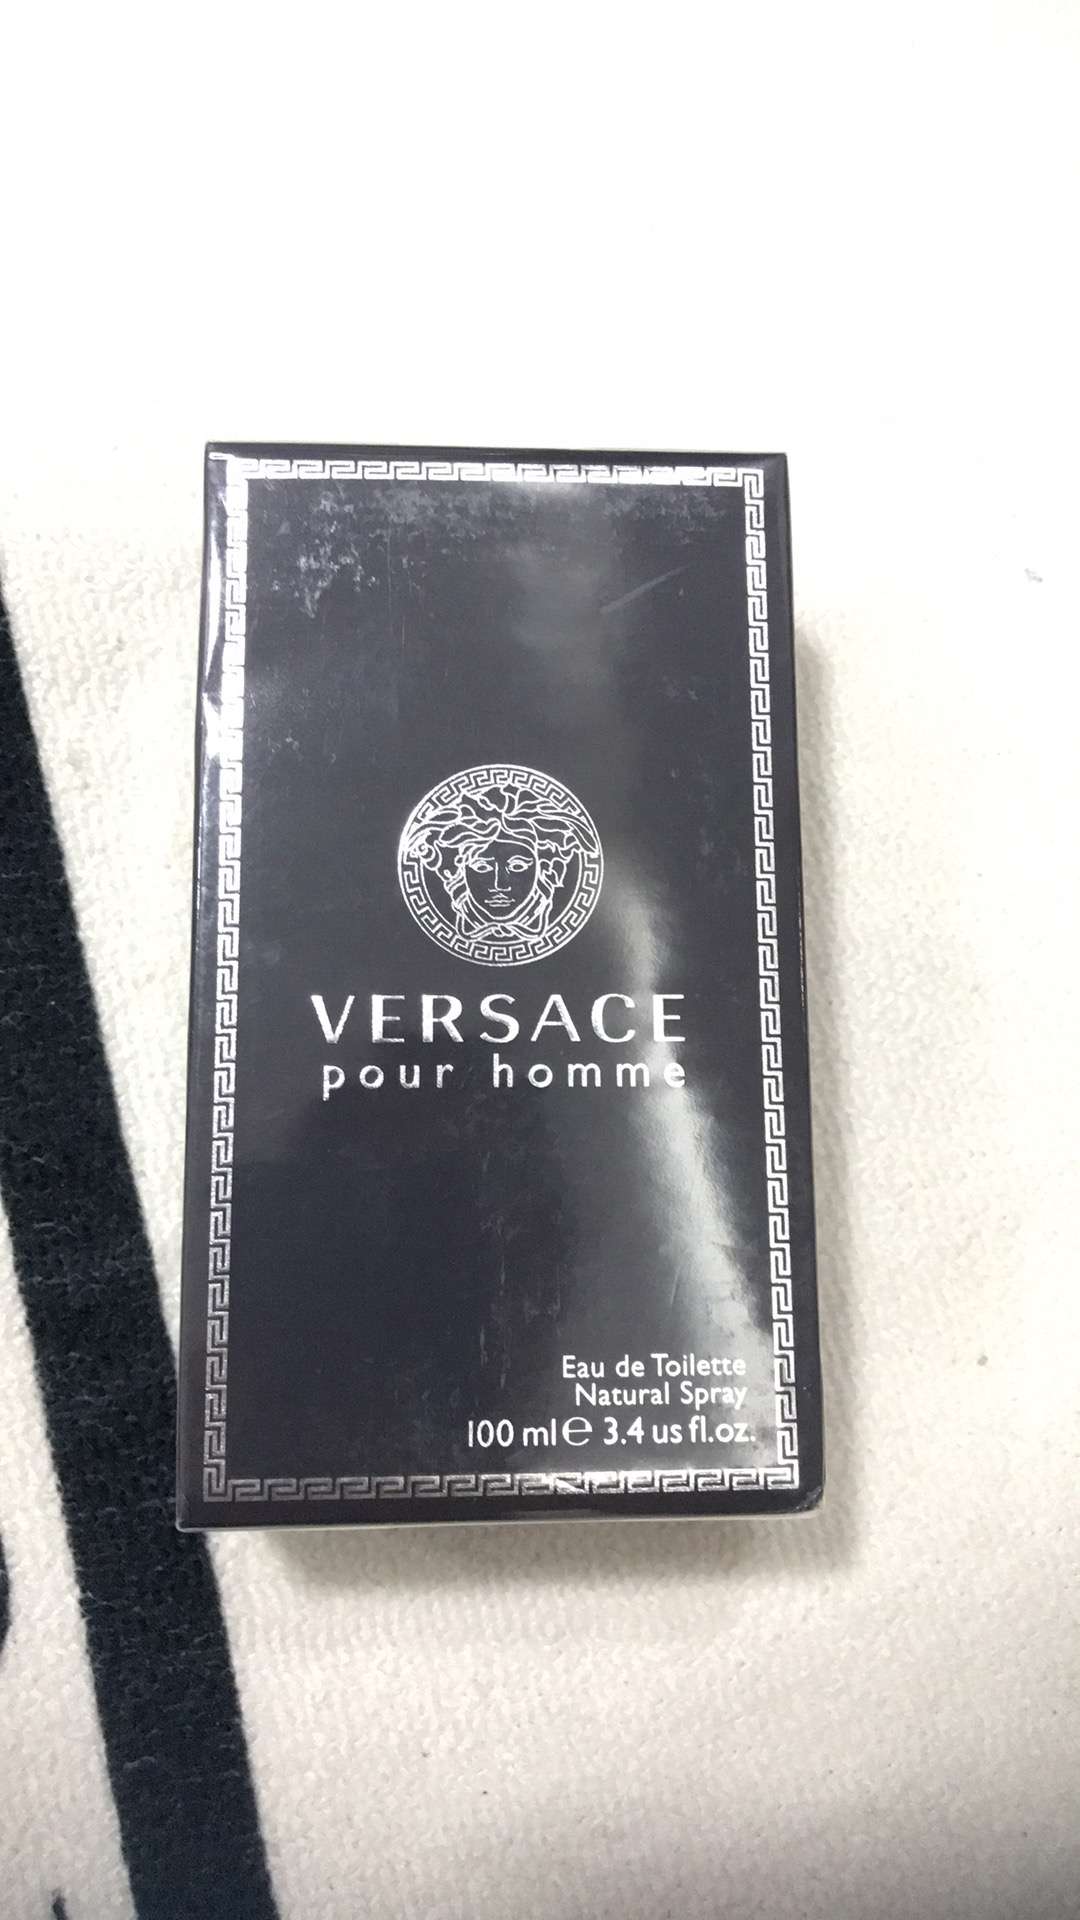 VERSACE
pour homme
Eau de Toilette
Natural Spray
100 ml ℮ 3.4 us fl.oz.